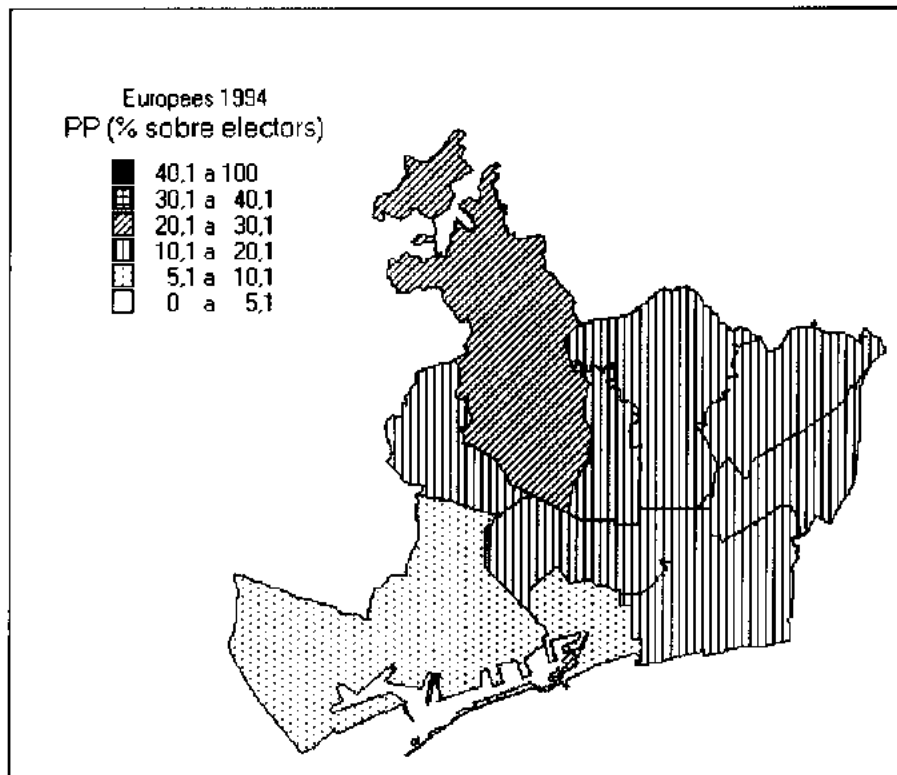 Europees 1994
PP (% sobre electors)
40,1 a 100
30,1 a 40,1
20,1 a 30,1
10,1 a 20,1
5,1 a 10,1
0 a 5,1